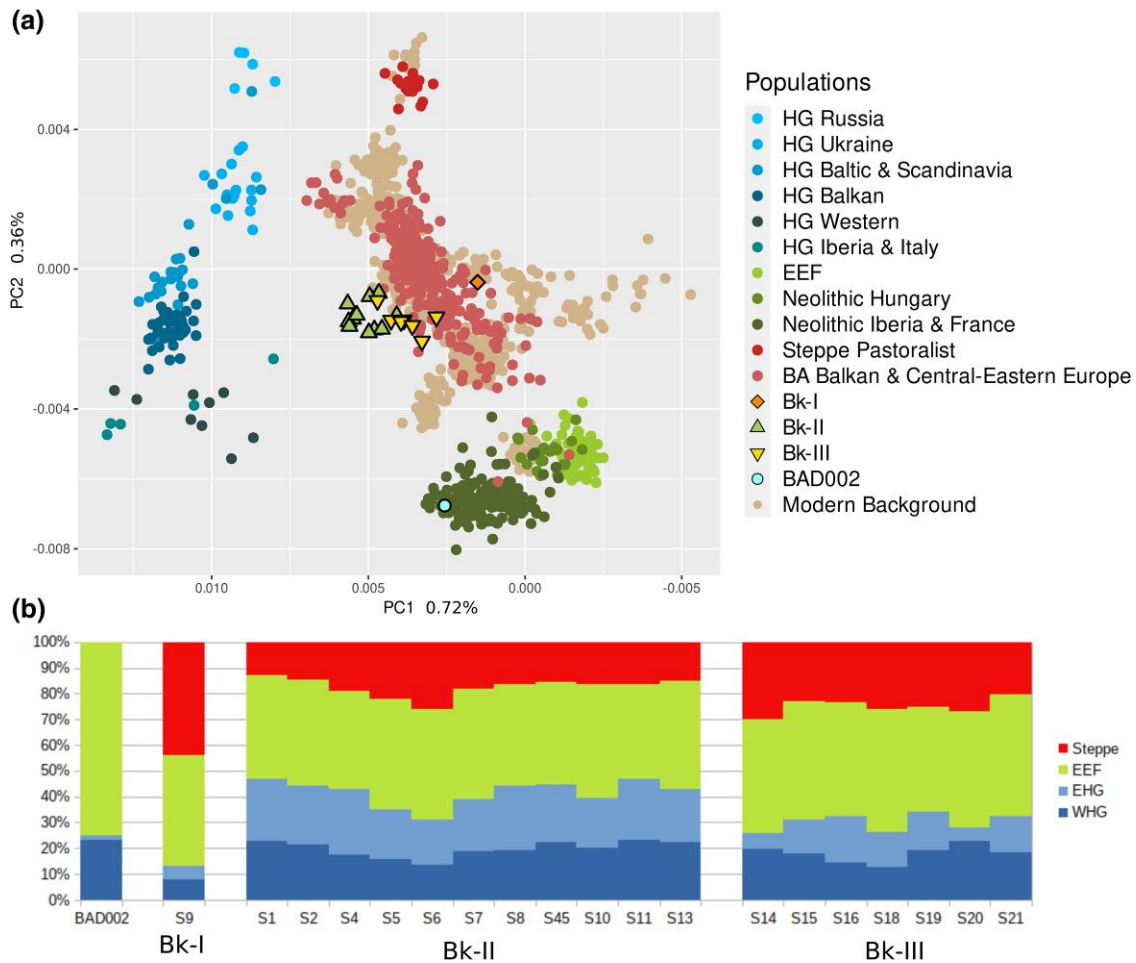 (a)
0.004
0.000
-0.004
-0.008
PC2 0.36%
0.010
0.005
0.000
-0.005
PC1 0.72%
Populations
HG Russia
HG Ukraine
HG Baltic & Scandinavia
HG Balkan
HG Western
HG Iberia & Italy
EEF
Neolithic Hungary
Neolithic Iberia & France
Steppe Pastoralist
BA Balkan & Central-Eastern Europe
Bk-I
Bk-II
Bk-III
BAD002
Modern Background
(b)
100%
90%
80%
70%
60%
50%
40%
30%
20%
10%
0%
BAD002 S9 S1 S2 S4 S5 S6 S7 S8 S45 S10 S11 S13 S14 S15 S16 S18 S19 S20 S21
Bk-I Bk-II Bk-III
Steppe
EEF
EHG
WHG